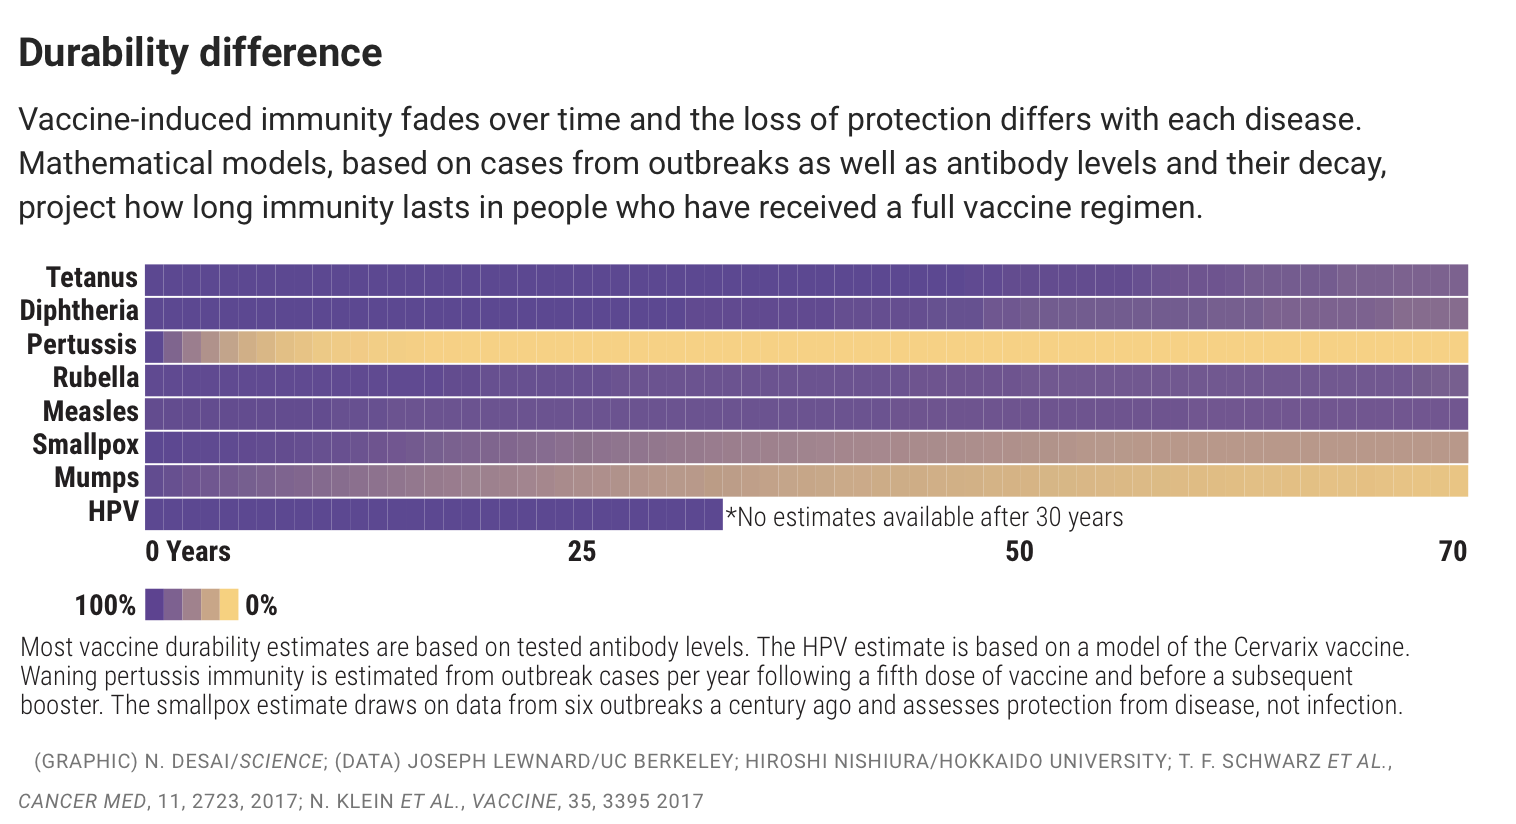 Durability difference
Vaccine-induced immunity fades over time and the loss of protection differs with each disease.
Mathematical models, based on cases from outbreaks as well as antibody levels and their decay,
project how long immunity lasts in people who have received a full vaccine regimen.
Tetanus
Diphtheria
Pertussis
Rubella
Measles
Smallpox
Mumps
HPV *No estimates available after 30 years
0 Years 25 50 70
100% 0%
Most vaccine durability estimates are based on tested antibody levels. The HPV estimate is based on a model of the Cervarix vaccine.
Waning pertussis immunity is estimated from outbreak cases per year following a fifth dose of vaccine and before a subsequent
booster. The smallpox estimate draws on data from six outbreaks a century ago and assesses protection from disease, not infection.
(GRAPHIC) N. DESAI/SCIENCE; (DATA) JOSEPH LEWNARD/UC BERKELEY; HIROSHI NISHIURA/HOKKAIDO UNIVERSITY; T. F. SCHWARZ ET AL.,
CANCER MED, 11, 2723, 2017; N. KLEIN ET AL., VACCINE, 35, 3395 2017